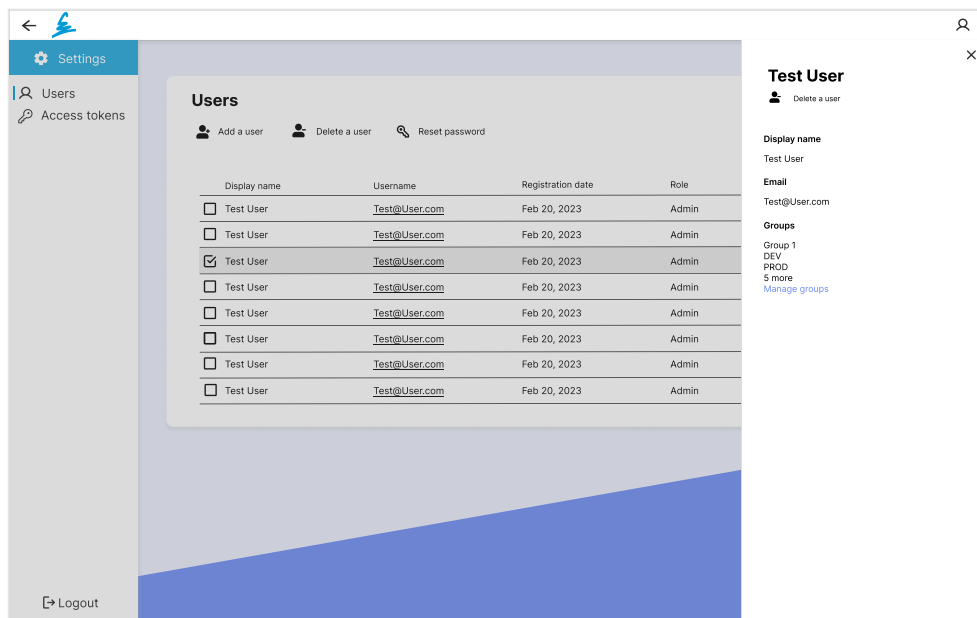 Settings
Users
Access tokens
Logout
Users
Add a user Delete a user Reset password
Display name Username Registration date Role
Test User Test@User.com Feb 20, 2023 Admin
Test User Test@User.com Feb 20, 2023 Admin
Test User Test@User.com Feb 20, 2023 Admin
Test User Test@User.com Feb 20, 2023 Admin
Test User Test@User.com Feb 20, 2023 Admin
Test User Test@User.com Feb 20, 2023 Admin
Test User Test@User.com Feb 20, 2023 Admin
Test User Test@User.com Feb 20, 2023 Admin
Test User
Delete a user
Display name
Test User
Email
Test@User.com
Groups
Group 1
DEV
PROD
5 more
Manage groups